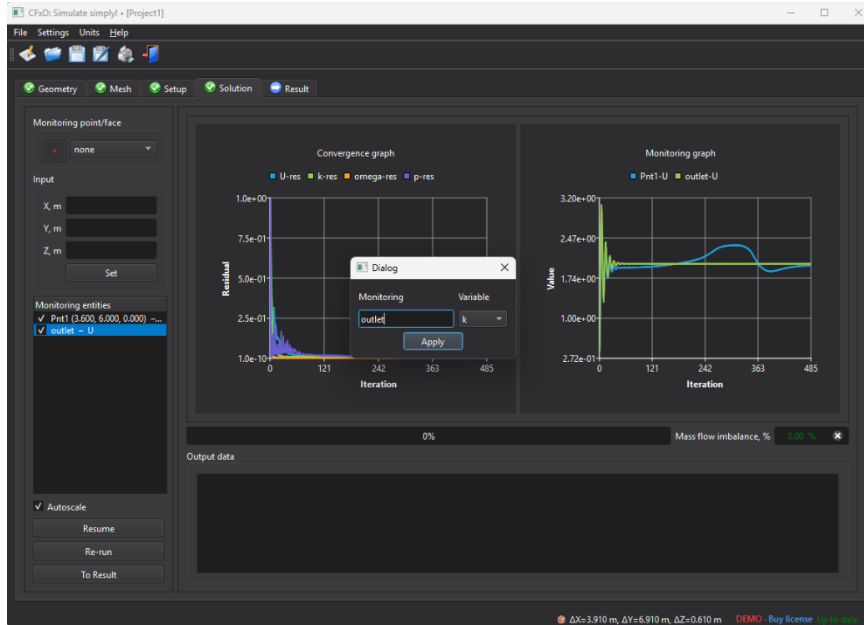 CFxD: Simulate simply! • [Project1]
File Settings Units Help
Geometry Mesh Setup Solution Result
Monitoring point/face
none
Input
X, m
Y, m
Z, m
Set
Monitoring entities
Pnt1 (3.600, 6.000, 0.000) –...
outlet – U
Autoscale
Resume
Re-run
To Result
Convergence graph
U-res k-res omega-res p-res
1.0e+00
7.5e-01
5.0e-01
2.5e-01
1.0e-10
Residual
0 121 242 363 485
Iteration
Dialog
Monitoring Variable
outlet k
Apply
Monitoring graph
Pnt1-U outlet-U
3.20e+00
2.47e+00
1.74e+00
1.00e+00
2.72e-01
Value
0 121 242 363 485
Iteration
0% Mass flow imbalance, % 0.00 %
Output data
ΔX=3.910 m, ΔY=6.910 m, ΔZ=0.610 m DEMO - Buy license Up to date